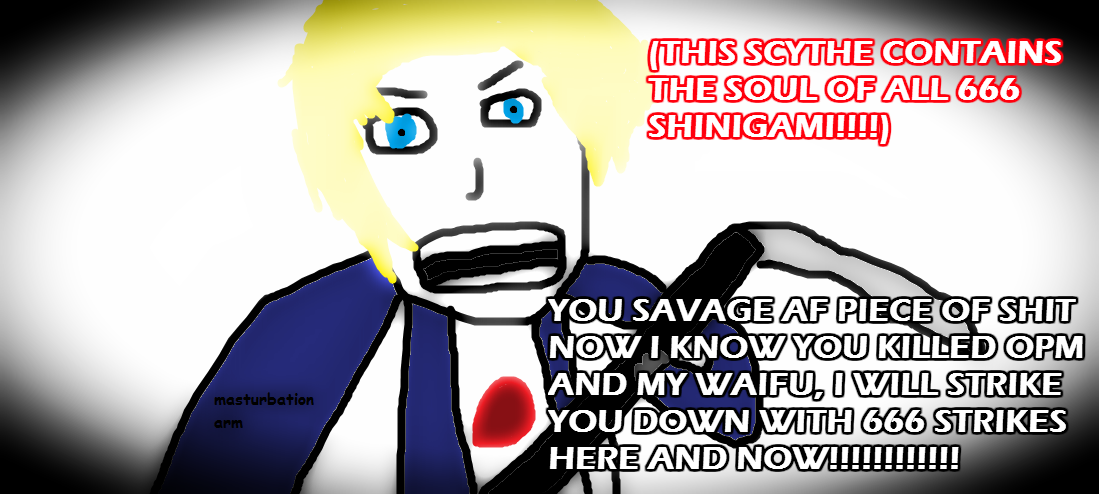 (THIS SCYTHE CONTAINS
THE SOUL OF ALL 666
SHINIGAMI!!!!)
YOU SAVAGE AF PIECE OF SHIT
NOW I KNOW YOU KILLED OPM
AND MY WAIFU, I WILL STRIKE
YOU DOWN WITH 666 STRIKES
HERE AND NOW!!!!!!!!!!!!
masturbation
arm